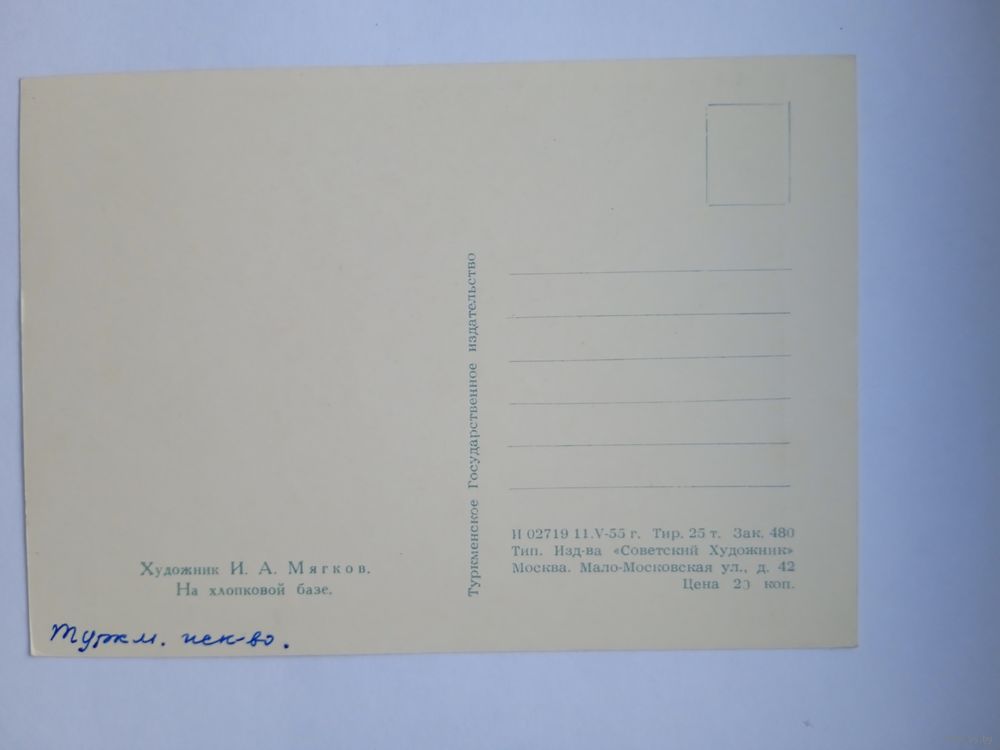 Художник И. А. Мягков.
На хлопковой базе.
Туркм. иск-во.
Туркменское Государственное издательство
И 02719 11.V-55 г. Тир. 25 т. Зак. 480
Тип. Изд-ва «Советский Художник»
Москва. Мало-Московская ул., д. 42
Цена коп.